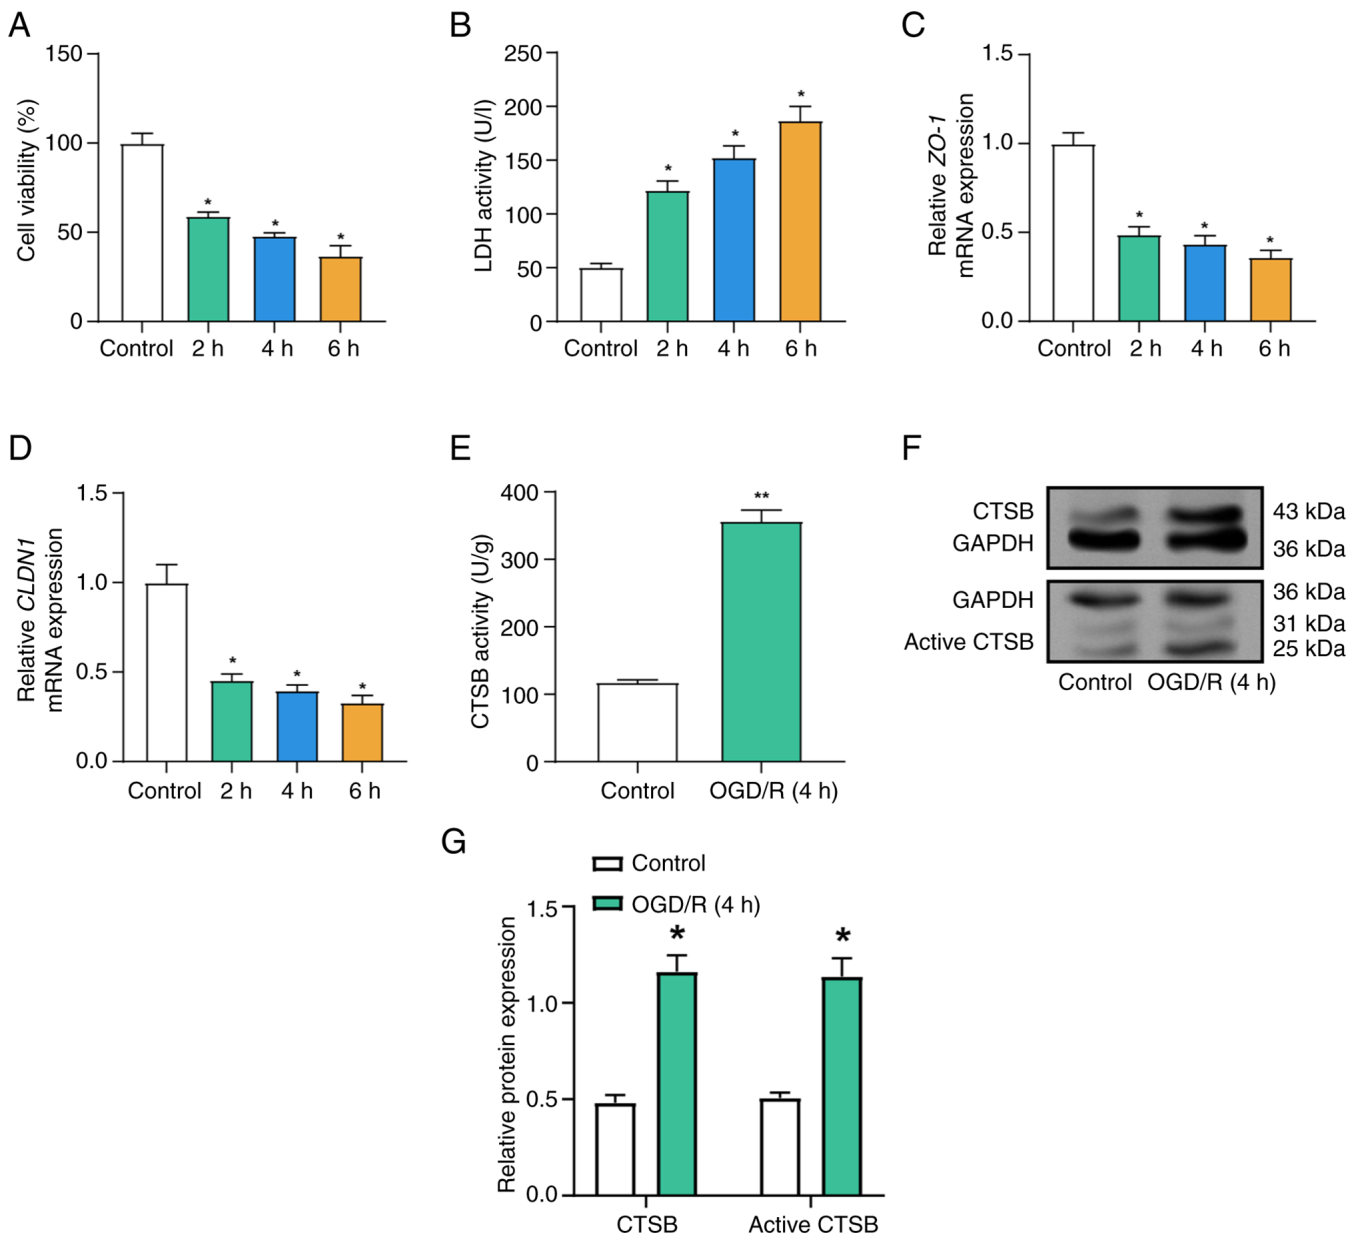 A
Cell viability (%)
150
100
50
0
*
*
*
Control 2 h 4 h 6 h
B
LDH activity (U/l)
250
200
150
100
50
0
*
*
*
Control 2 h 4 h 6 h
C
Relative ZO-1
mRNA expression
1.5
1.0
0.5
0.0
*
*
*
Control 2 h 4 h 6 h
D
Relative CLDN1
mRNA expression
1.5
1.0
0.5
0.0
*
*
*
Control 2 h 4 h 6 h
E
CTSB activity (U/g)
400
300
200
100
0
**
Control OGD/R (4 h)
F
CTSB 43 kDa
GAPDH 36 kDa
GAPDH 36 kDa
31 kDa
Active CTSB 25 kDa
Control OGD/R (4 h)
G
Control
OGD/R (4 h)
Relative protein expression
1.5
1.0
0.5
0.0
*
*
CTSB Active CTSB